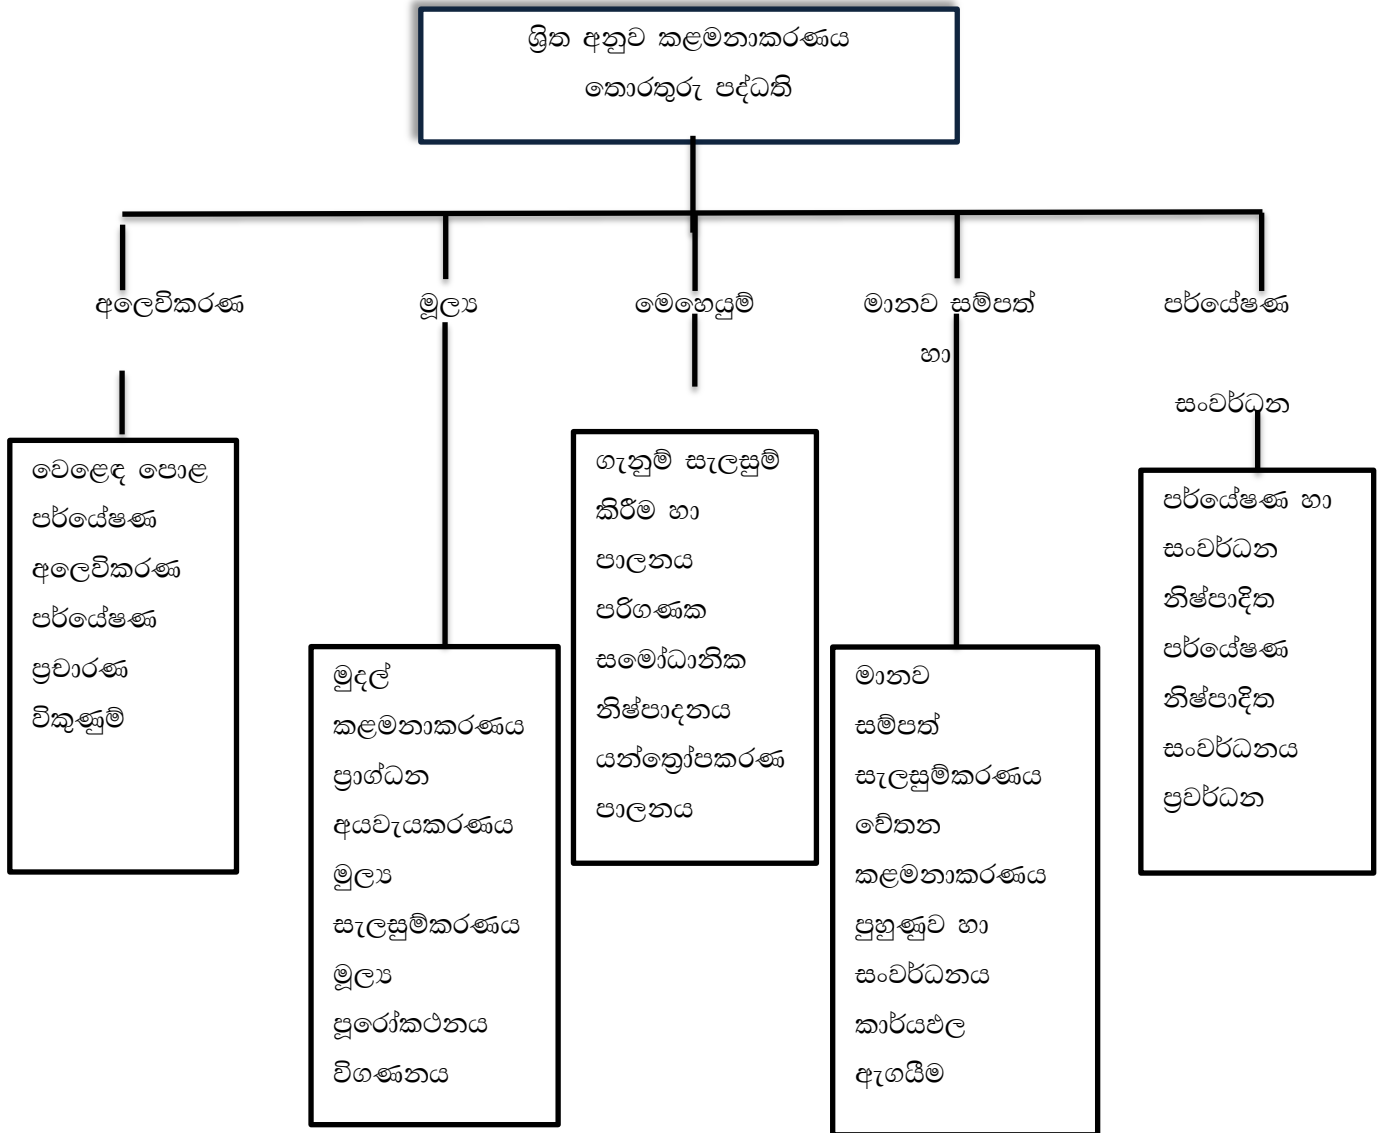 ශ්‍රිත අනුව කළමනාකරණය
තොරතුරු පද්ධති
අලෙවිකරණ
මූල්‍ය
මෙහෙයුම්
මානව සම්පත්
හා
පර්යේෂණ
සංවර්ධන
වෙළෙඳ පොළ
පර්යේෂණ
අලෙවිකරණ
පර්යේෂණ
ප්‍රචාරණ
විකුණුම්
මුදල්
කළමනාකරණය
ප්‍රාග්ධන
අයවැයකරණය
මුල්‍ය
සැලසුම්කරණය
මූල්‍ය
පූරෝකථනය
විගණනය
ගැනුම් සැලසුම්
කිරීම හා
පාලනය
පරිගණක
සමෝධානික
නිෂ්පාදනය
යන්ත්‍රෝපකරණ
පාලනය
මානව
සම්පත්
සැලසුම්කරණය
වේතන
කළමනාකරණය
පුහුණුව හා
සංවර්ධනය
කාර්යඵල
ඇගයීම
පර්යේෂණ හා
සංවර්ධන
නිෂ්පාදිත
පර්යේෂණ
නිෂ්පාදිත
සංවර්ධනය
ප්‍රවර්ධන